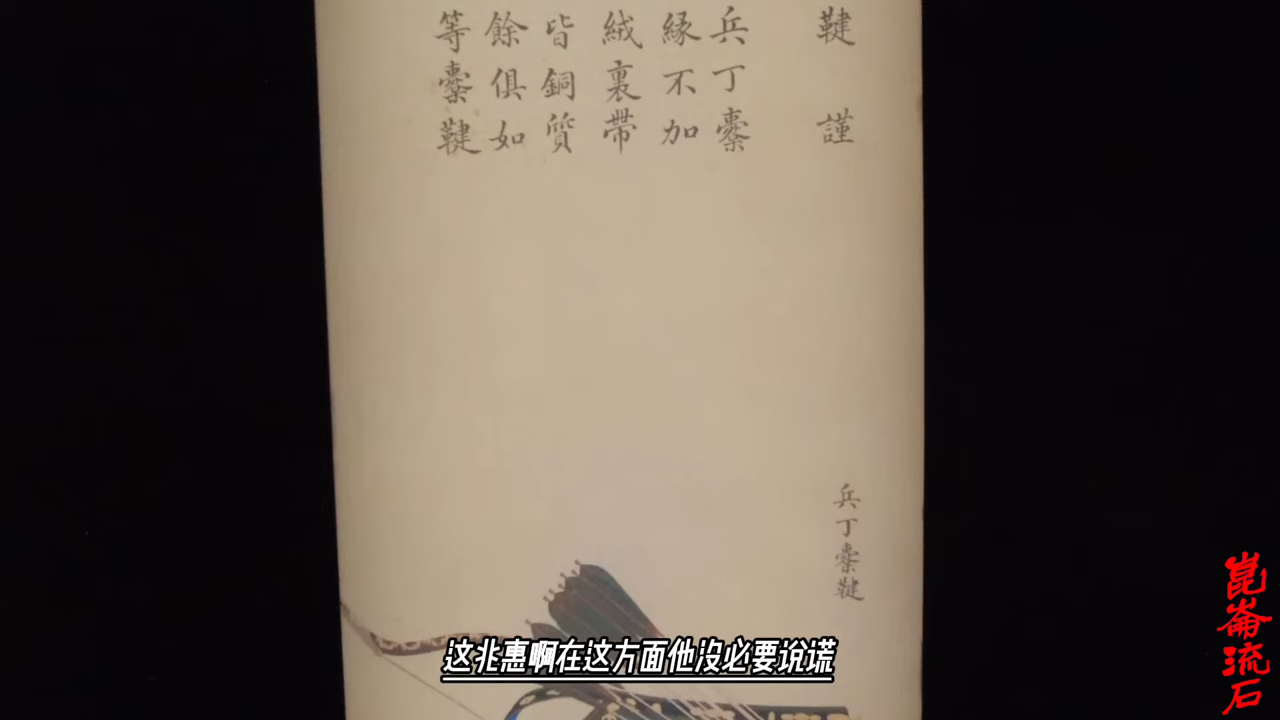 鞬 謹
兵丁櫜
緣不加
絨裏帶
皆銅質
餘俱如
等櫜鞬
兵丁櫜鞬
这兆惠啊在这方面他没必要说谎
崑崙流石